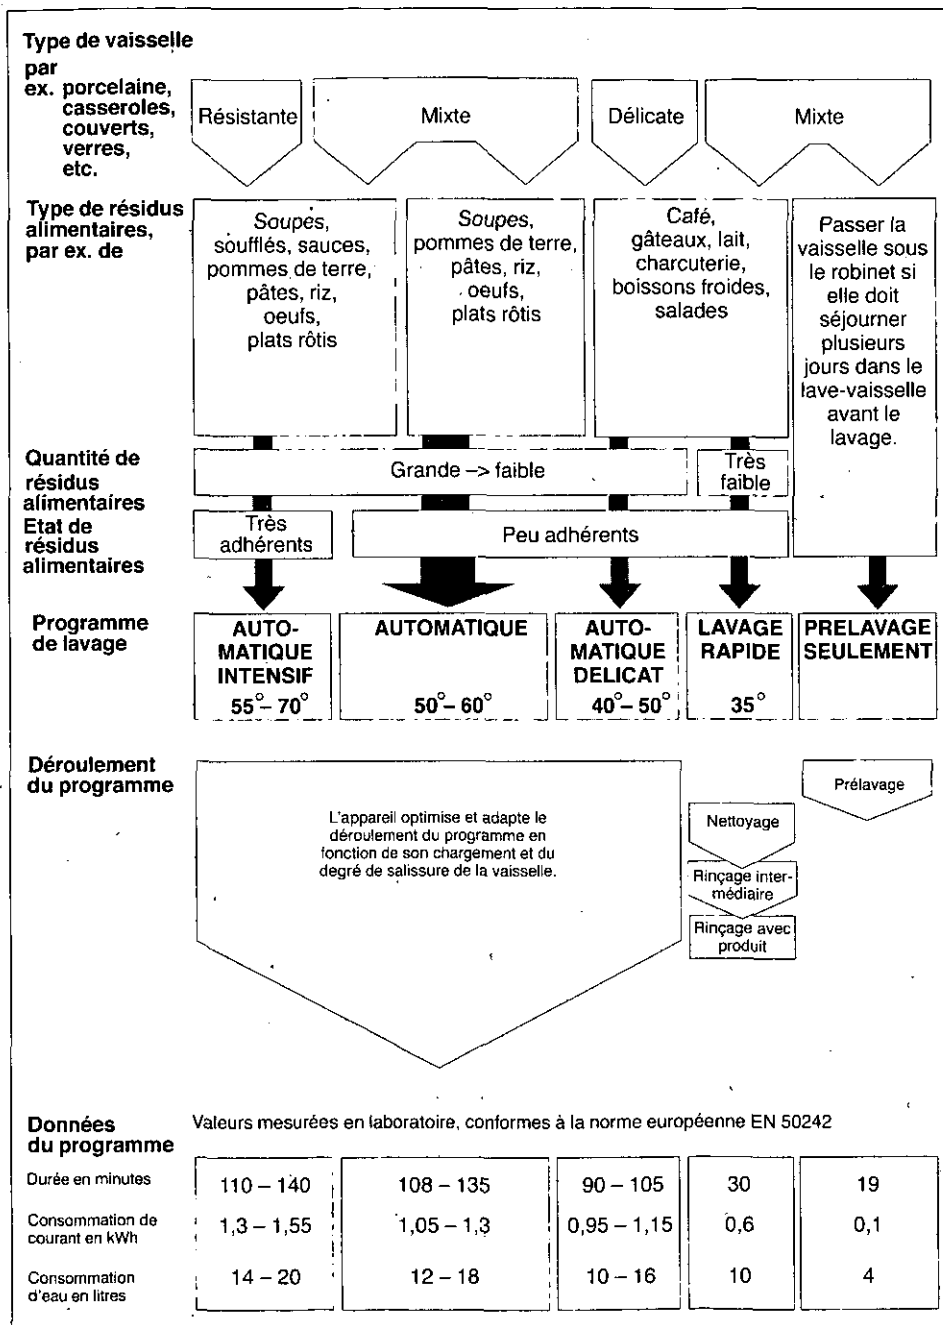 Type de vaisselle
par
ex. porcelaine,
casseroles,
couverts,
verres,
etc.
Résistante
Mixte
Délicate
Mixte
Type de résidus
alimentaires,
par ex. de
Soupes,
soufflés, sauces,
pommes de terre,
pâtes, riz,
oeufs,
plats rôtis
Soupes,
pommes de terre,
pâtes, riz,
oeufs,
plats rôtis
Café,
gâteaux, lait,
charcuterie,
boissons froides,
salades
Passer la
vaisselle sous
le robinet si
elle doit
séjourner
plusieurs
jours dans le
lave-vaisselle
avant le
lavage.
Quantité de
résidus
alimentaires
Grande –> faible
Très
faible
Etat de
résidus
alimentaires
Très
adhérents
Peu adhérents
Programme
de lavage
AUTO-
MATIQUE
INTENSIF
55°– 70°
AUTOMATIQUE
50°– 60°
AUTO-
MATIQUE
DELICAT
40°– 50°
LAVAGE
RAPIDE
35°
PRELAVAGE
SEULEMENT
Déroulement
du programme
L'appareil optimise et adapte le
déroulement du programme en
fonction de son chargement et du
degré de salissure de la vaisselle.
Nettoyage
Rinçage inter-
médiaire
Rinçage avec
produit
Prélavage
Données
du programme
Valeurs mesurées en laboratoire, conformes à la norme européenne EN 50242
Durée en minutes
110 – 140
108 – 135
90 – 105
30
19
Consommation de
courant en kWh
1,3 – 1,55
1,05 – 1,3
0,95 – 1,15
0,6
0,1
Consommation
d'eau en litres
14 – 20
12 – 18
10 – 16
10
4